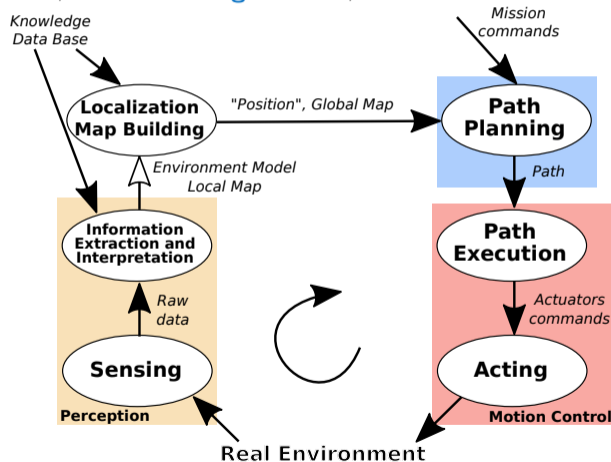 Knowledge
Data Base
Mission
commands
Localization
Map Building
"Position", Global Map
Path
Planning
Environment Model
Local Map
Path
Information
Extraction and
Interpretation
Path
Execution
Raw
data
Actuators
commands
Sensing
Acting
Perception
Motion Control
Real Environment